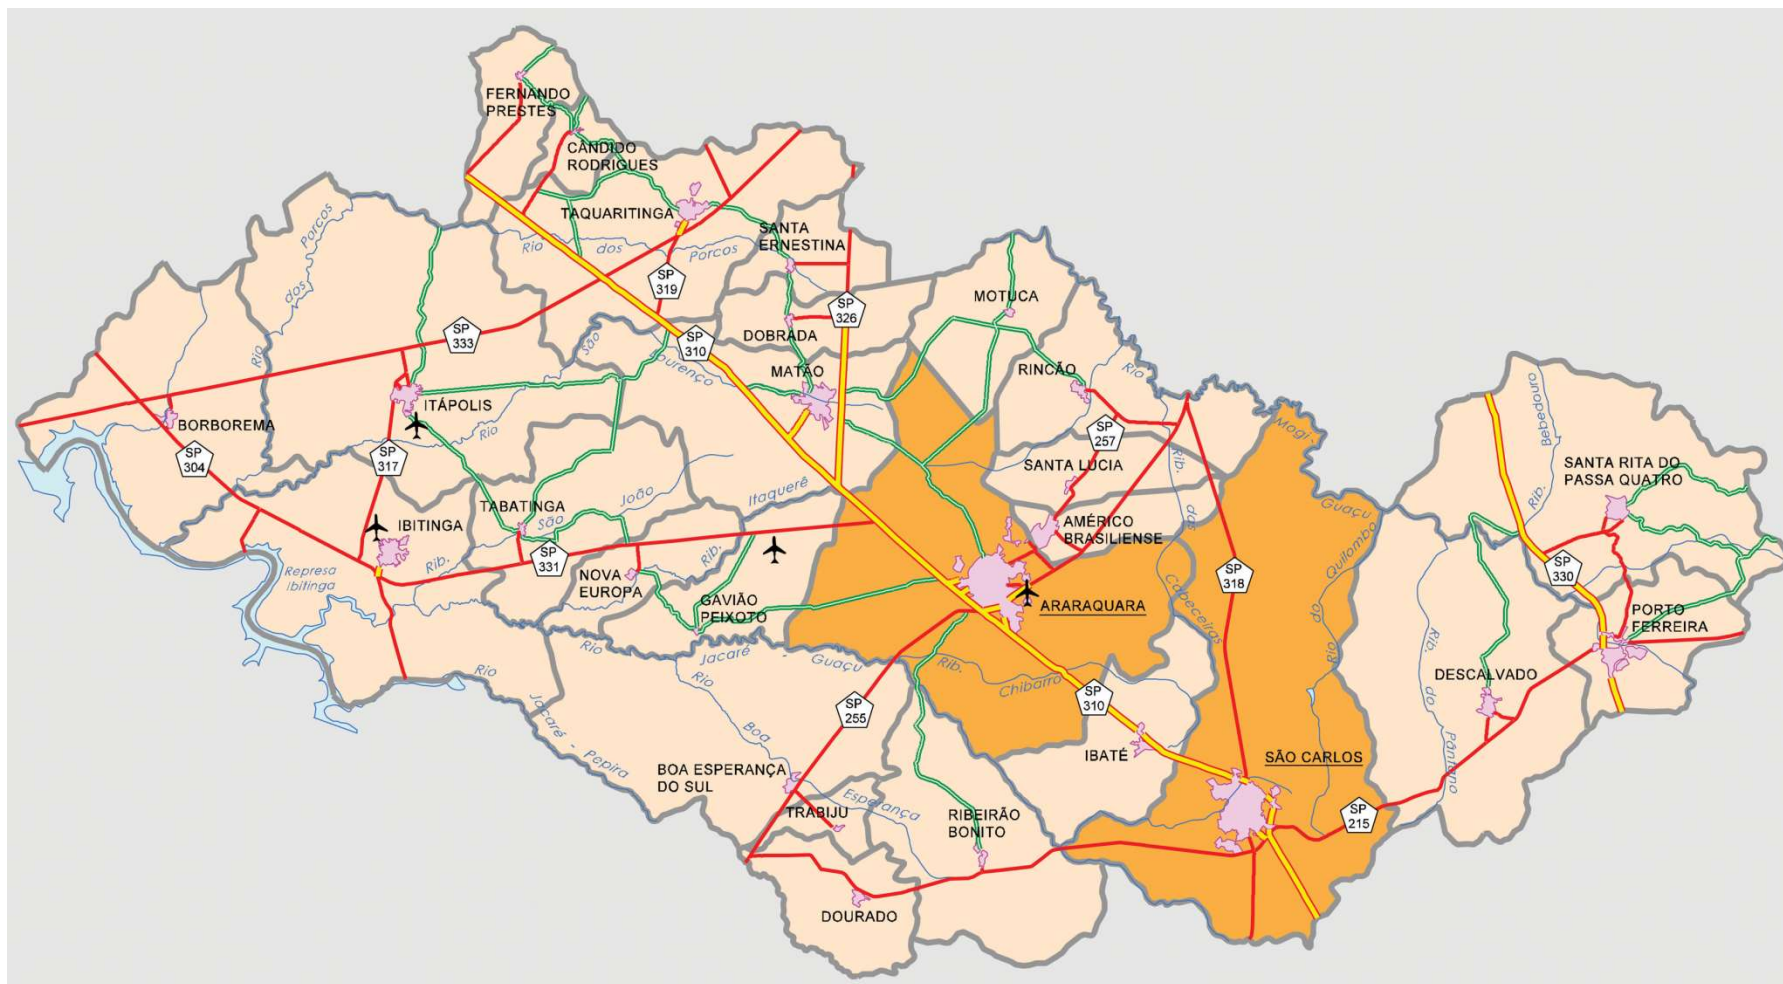 FERNANDO
PRESTES
CÂNDIDO
RODRIGUES
TAQUARITINGA
SANTA
ERNESTINA
Rio
dos
Porcos
Rio
dos
Porcos
SP
319
SP
326
MOTUCA
SP
333
SP
310
DOBRADA
São
Lourenço
MATÃO
RINCÃO
Rio
ITÁPOLIS
BORBOREMA
Rio
SP
304
SP
317
SP
257
Mogi-
Guaçu
Bebedouro
Rib.
SANTA LÚCIA
SANTA RITA DO
PASSA QUATRO
Rib.
das
Cabeceiras
TABATINGA
São
João
Itaquerê
IBITINGA
AMÉRICO
BRASILIENSE
Quilombo
do
Rio
Represa
Ibitinga
Rib.
SP
331
Rib.
NOVA
EUROPA
GAVIÃO
PEIXOTO
SP
318
SP
330
ARARAQUARA
PORTO
FERREIRA
Rio
Jacaré
-
Guaçu
Rib.
Chibarro
Rio
Jacaré - Pepira
Rio
Boa
Esperança
SP
255
SP
310
IBATÉ
SÃO CARLOS
DESCALVADO
Rib.
do
Pântano
BOA ESPERANÇA
DO SUL
TRABIJU
RIBEIRÃO
BONITO
SP
215
DOURADO